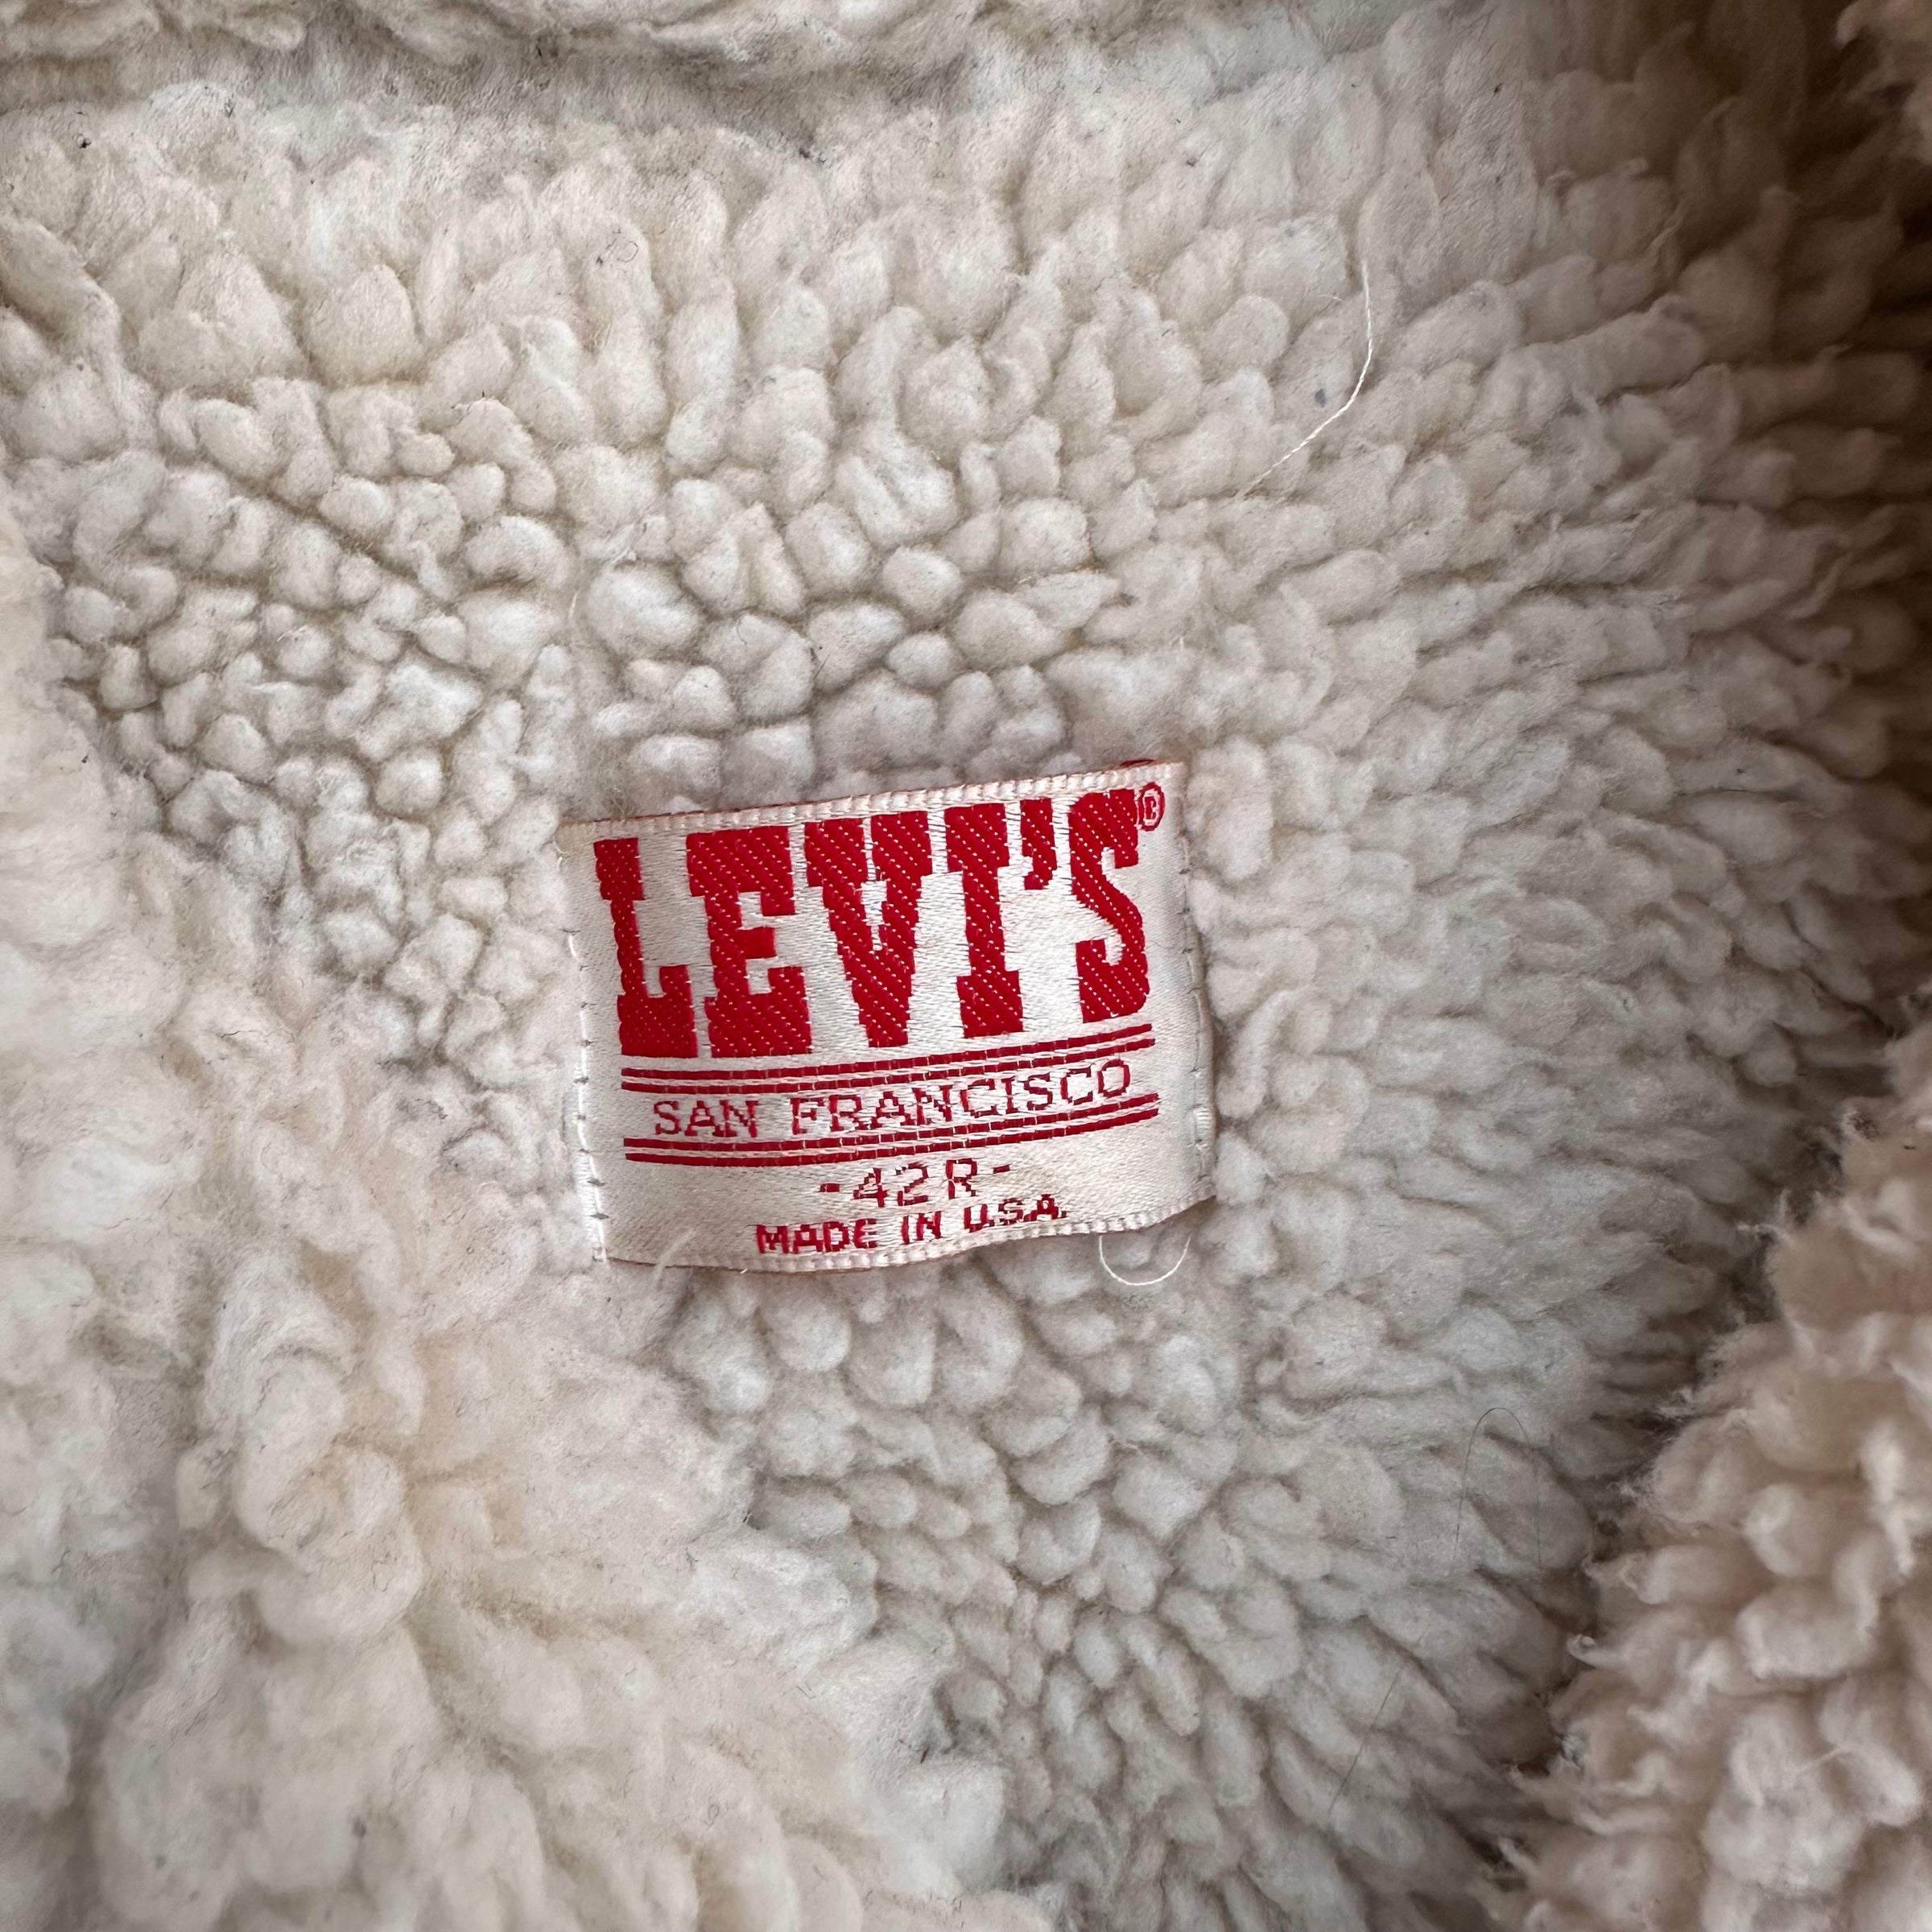 LEVI'S®
SAN FRANCISCO
-42R-
MADE IN U.S.A.